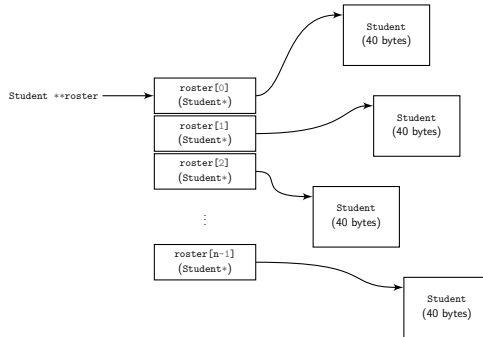 Student
(40 bytes)
Student **roster
roster[0]
(Student*)
roster[1]
(Student*)
Student
(40 bytes)
roster[2]
(Student*)
Student
(40 bytes)
⋮
roster[n-1]
(Student*)
Student
(40 bytes)